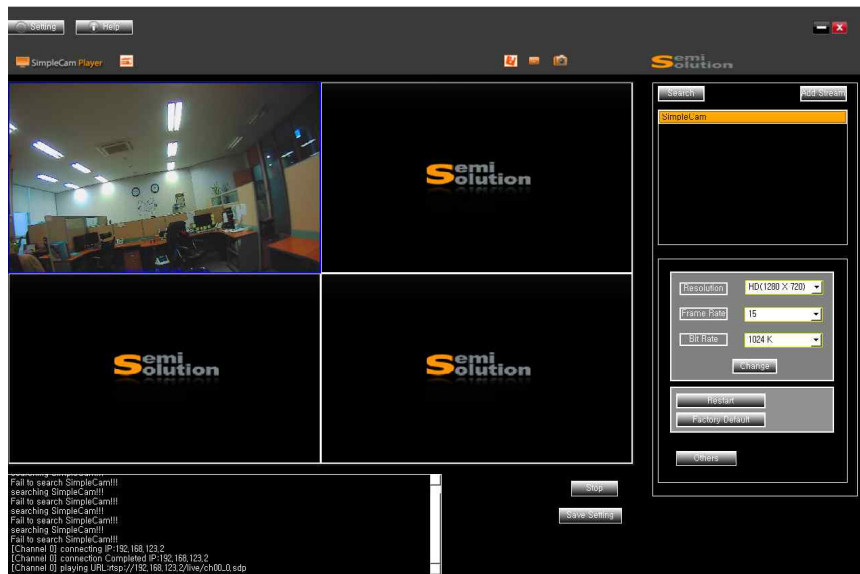 Setting
Help
SimpleCam Player
Semi
Solution
Search
Add Stream
SimpleCam
Semi
Solution
Resolution
HD(1280 X 720)
Frame Rate
15
Bit Rate
1024 K
Change
Semi
Solution
Semi
Solution
Restart
Factory Default
Others
searching SimpleCam!!!
Fail to search SimpleCam!!!
searching SimpleCam!!!
Fail to search SimpleCam!!!
searching SimpleCam!!!
Fail to search SimpleCam!!!
searching SimpleCam!!!
Fail to search SimpleCam!!!
[Channel 0] connecting IP:192,168,123,2
[Channel 0] connection Completed IP:192,168,123,2
[Channel 0] playing URL:rtsp://192,168,123,2/live/ch00_0,sdp
Stop
Save Setting